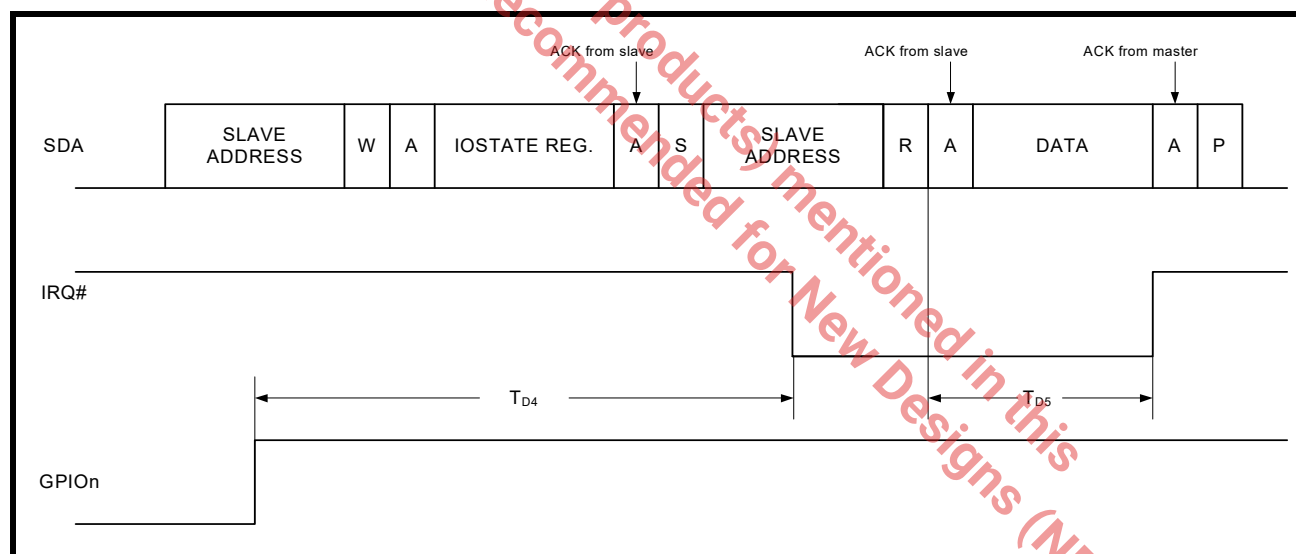 ACK from slave
ACK from slave
ACK from master
SDA
SLAVE
ADDRESS
W
A
IOSTATE REG.
A
S
SLAVE
ADDRESS
R
A
DATA
A
P
IRQ#
TD4
TD5
GPIOn
products) mentioned in this
ecommended for New Designs (N